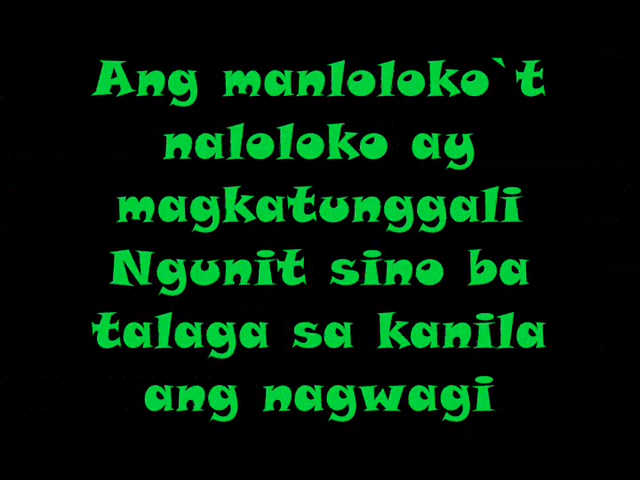 Ang manloloko`t
naloloko ay
magkatunggali
Ngunit sino ba
talaga sa kanila
ang nagwagi